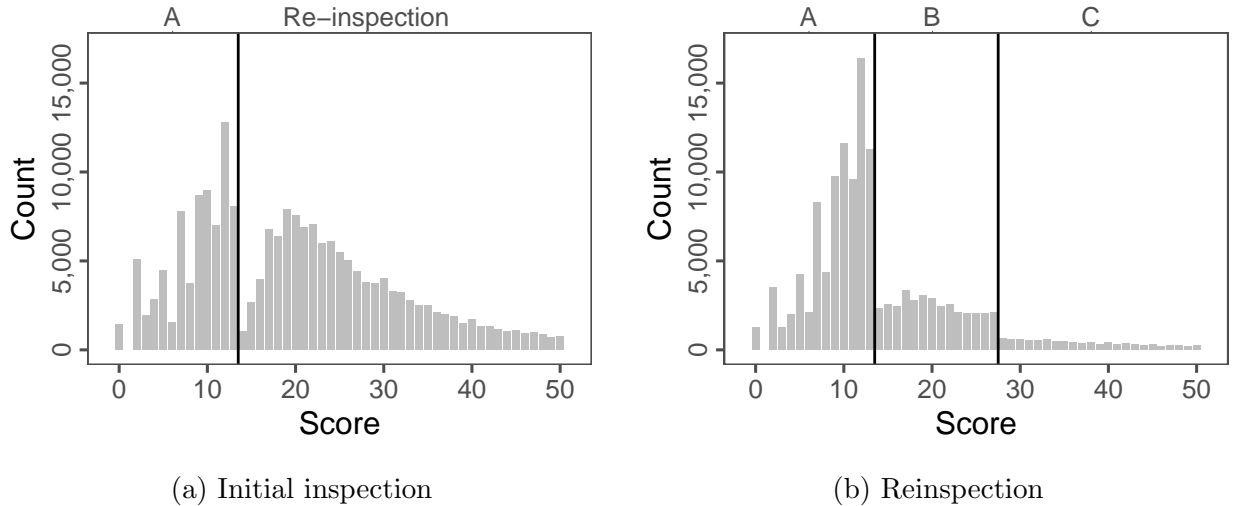 A Re−inspection
Count
15,000
10,000
5,000
0
0 10 20 30 40 50
Score
(a) Initial inspection
A B C
Count
15,000
10,000
5,000
0
0 10 20 30 40 50
Score
(b) Reinspection